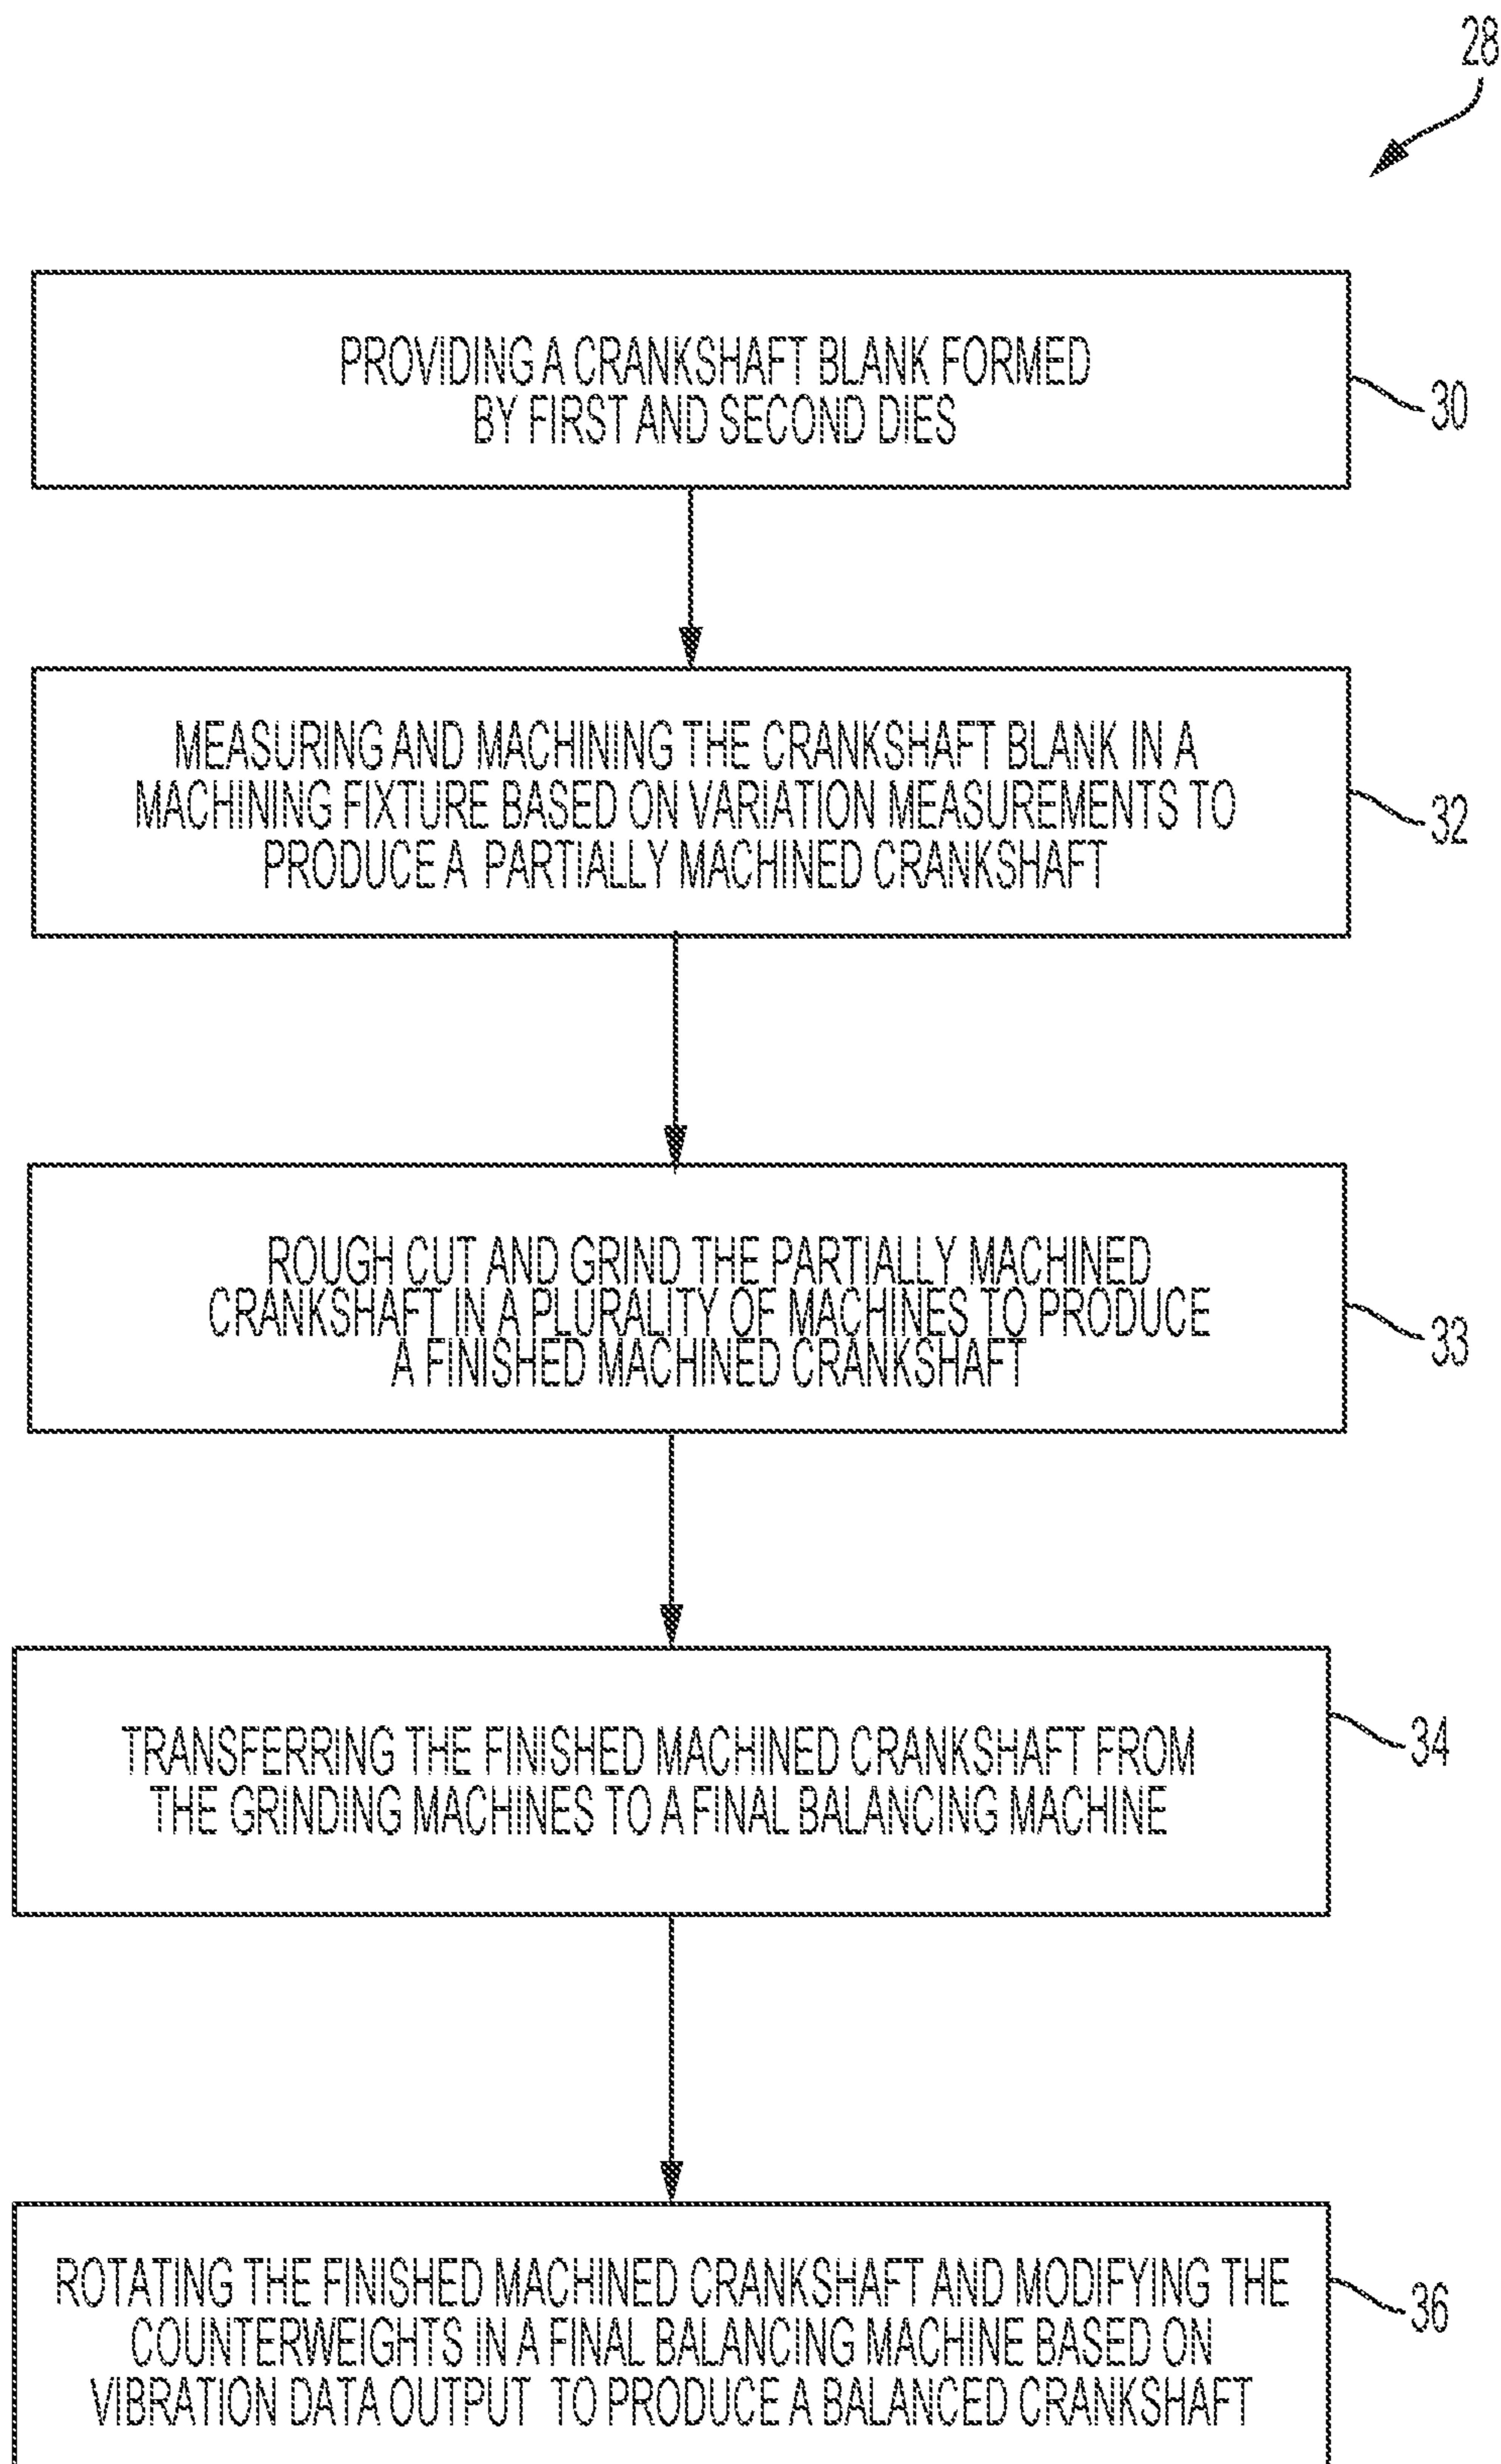 28
PROVIDING A CRANKSHAFT BLANK FORMED
BY FIRST AND SECOND DIES
30
MEASURING AND MACHINING THE CRANKSHAFT BLANK IN A
MACHINING FIXTURE BASED ON VARIATION MEASUREMENTS TO
PRODUCE A PARTIALLY MACHINED CRANKSHAFT
32
ROUGH CUT AND GRIND THE PARTIALLY MACHINED
CRANKSHAFT IN A PLURALITY OF MACHINES TO PRODUCE
A FINISHED MACHINED CRANKSHAFT
33
TRANSFERRING THE FINISHED MACHINED CRANKSHAFT FROM
THE GRINDING MACHINES TO A FINAL BALANCING MACHINE
34
ROTATING THE FINISHED MACHINED CRANKSHAFT AND MODIFYING THE
COUNTERWEIGHTS IN A FINAL BALANCING MACHINE BASED ON
VIBRATION DATA OUTPUT TO PRODUCE A BALANCED CRANKSHAFT
36